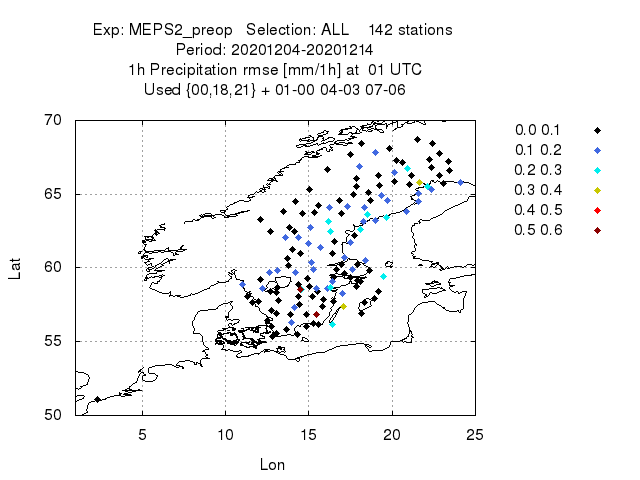 Exp: MEPS2_preop   Selection: ALL    142 stations
Period: 20201204-20201214
1h Precipitation rmse [mm/1h] at  01 UTC
Used {00,18,21} + 01-00 04-03 07-06
70
65
60
55
50
Lat
5
10
15
20
25
Lon
0.0 0.1
0.1 0.2
0.2 0.3
0.3 0.4
0.4 0.5
0.5 0.6